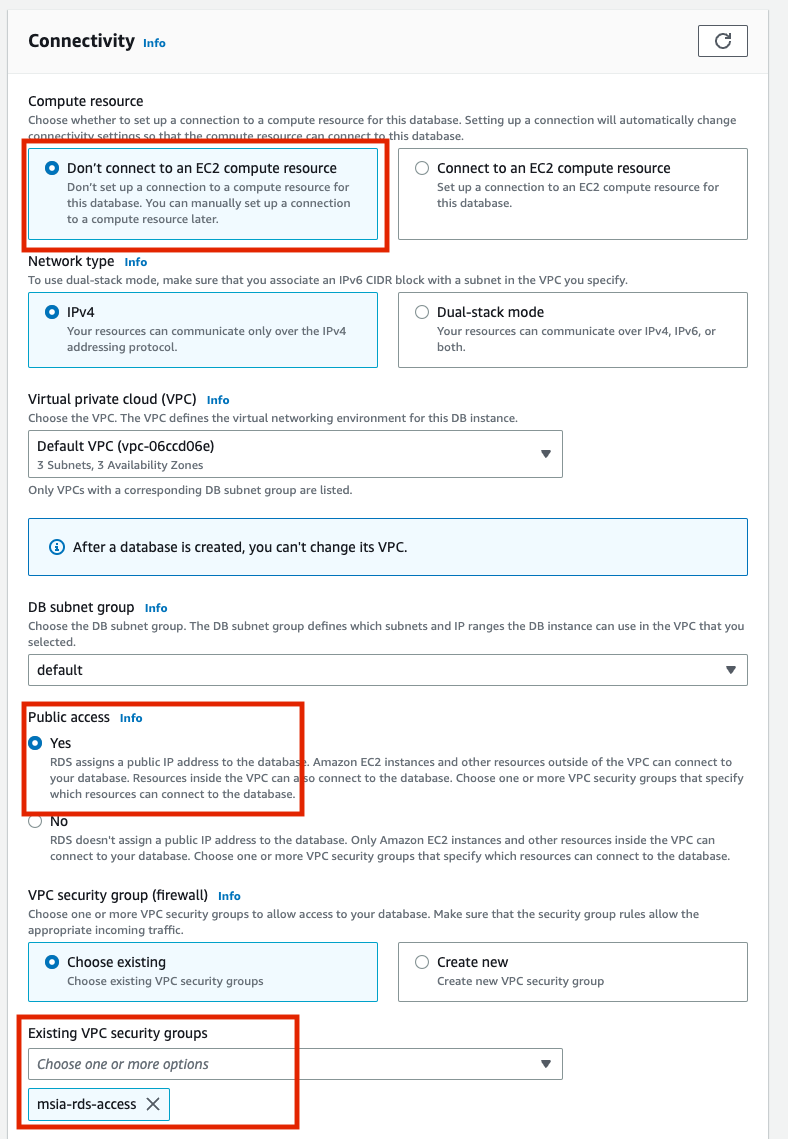 Connectivity Info
Compute resource
Choose whether to set up a connection to a compute resource for this database. Setting up a connection will automatically change
connectivity settings so that the compute resource can connect to this database.
Don't connect to an EC2 compute resource
Don't set up a connection to a compute resource for
this database. You can manually set up a connection
to a compute resource later.
Connect to an EC2 compute resource
Set up a connection to an EC2 compute resource for
this database.
Network type Info
To use dual-stack mode, make sure that you associate an IPv6 CIDR block with a subnet in the VPC you specify.
IPv4
Your resources can communicate only over the IPv4
addressing protocol.
Dual-stack mode
Your resources can communicate over IPv4, IPv6, or
both.
Virtual private cloud (VPC) Info
Choose the VPC. The VPC defines the virtual networking environment for this DB instance.
Default VPC (vpc-06ccd06e)
3 Subnets, 3 Availability Zones
Only VPCs with a corresponding DB subnet group are listed.
After a database is created, you can't change its VPC.
DB subnet group Info
Choose the DB subnet group. The DB subnet group defines which subnets and IP ranges the DB instance can use in the VPC that you
selected.
default
Public access Info
Yes
RDS assigns a public IP address to the database. Amazon EC2 instances and other resources outside of the VPC can connect to
your database. Resources inside the VPC can also connect to the database. Choose one or more VPC security groups that specify
which resources can connect to the database.
No
RDS doesn't assign a public IP address to the database. Only Amazon EC2 instances and other resources inside the VPC can
connect to your database. Choose one or more VPC security groups that specify which resources can connect to the database.
VPC security group (firewall) Info
Choose one or more VPC security groups to allow access to your database. Make sure that the security group rules allow the
appropriate incoming traffic.
Choose existing
Choose existing VPC security groups
Create new
Create new VPC security group
Existing VPC security groups
Choose one or more options
msia-rds-access